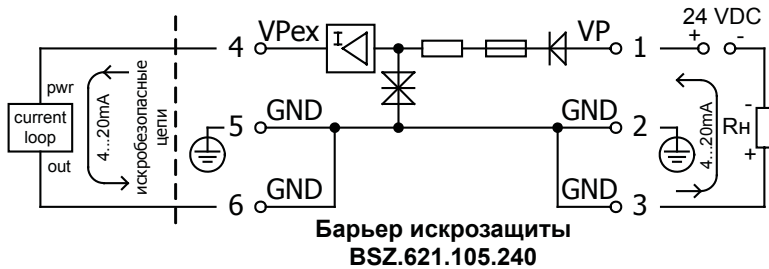 24 VDC
+ -
4 VPex
I
VP 1
pwr
current
loop
out
4...20mA
искробезопасные
цепи
5 GND
GND 2
4...20mA
Rн
-
+
6 GND
GND 3
Барьер искрозащиты
BSZ.621.105.240